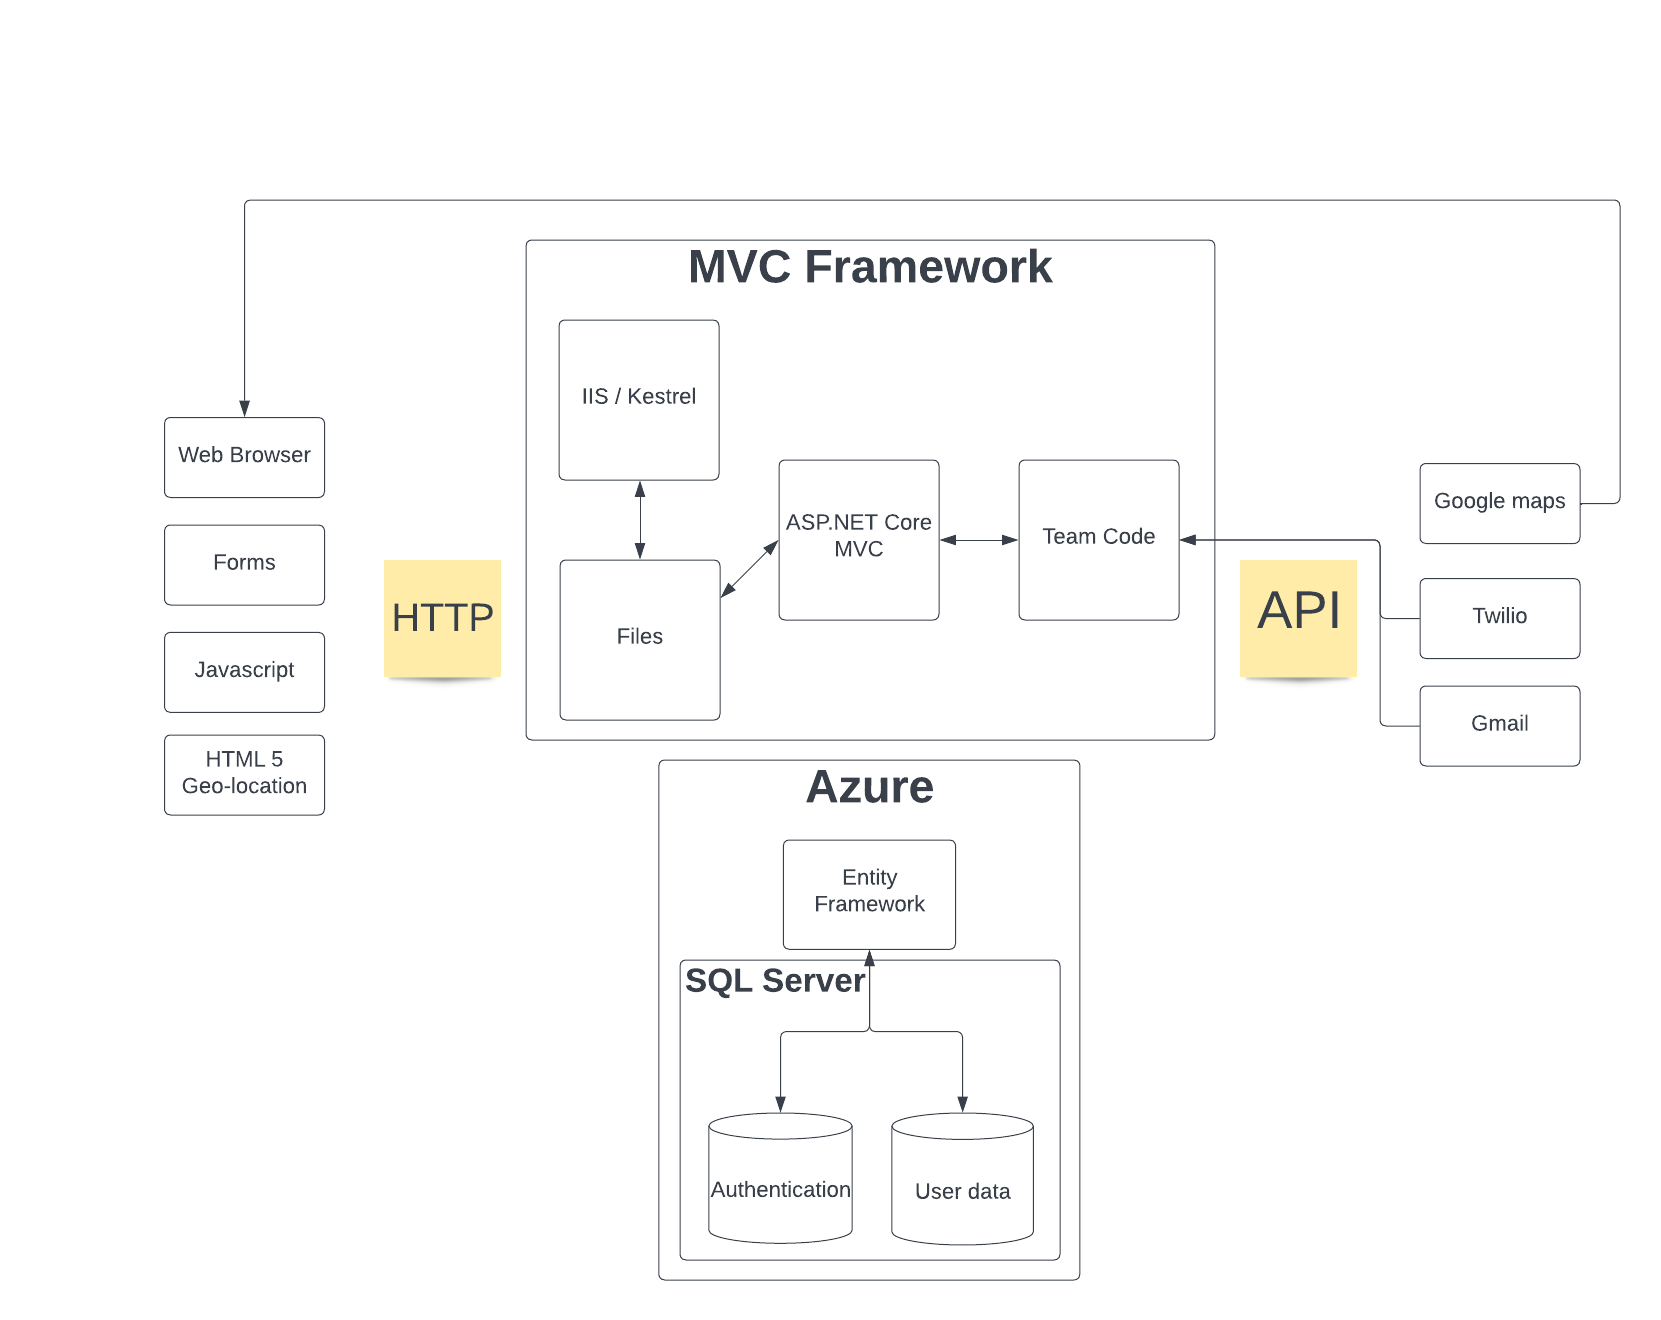 MVC Framework
IIS / Kestrel
Web Browser
Google maps
ASP.NET Core
MVC
Team Code
Forms
HTTP
Files
API
Twilio
Javascript
Gmail
HTML 5
Geo-location
Azure
Entity
Framework
SQL Server
Authentication
User data